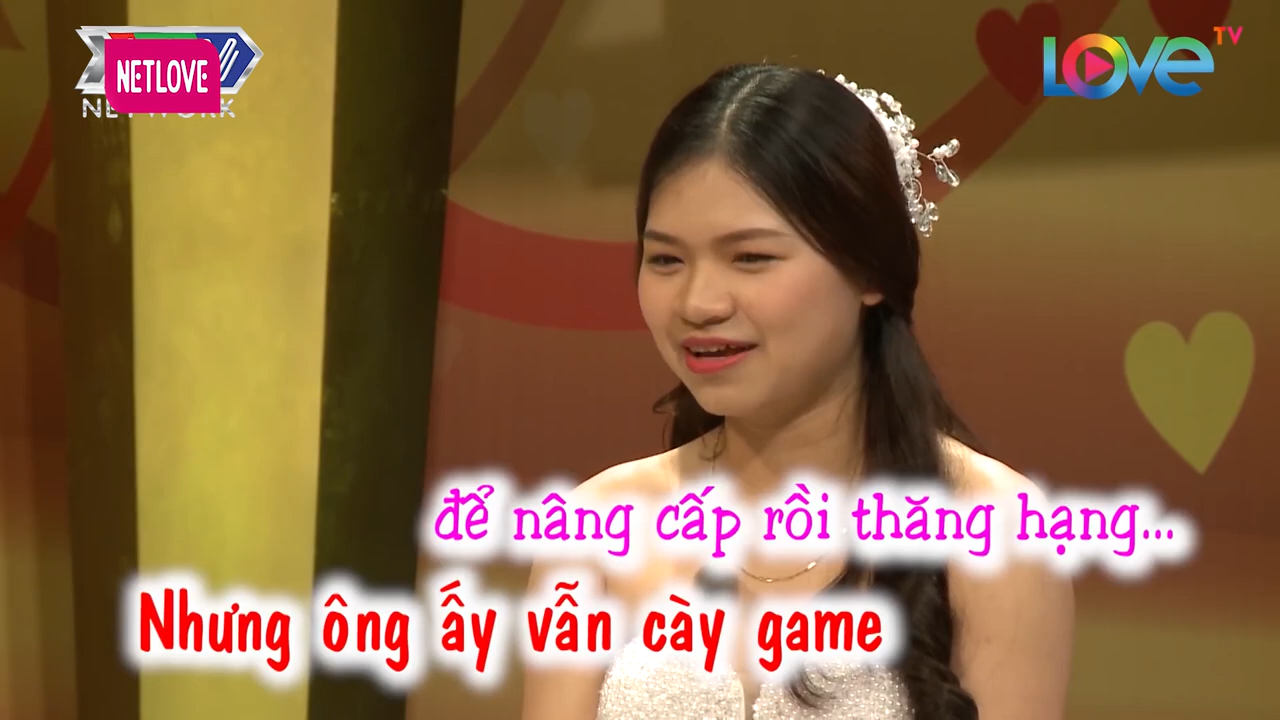 NETLOVE
NETWORK
LOVE TV
để nâng cấp rồi thăng hạng...
Nhưng ông ấy vẫn cày game